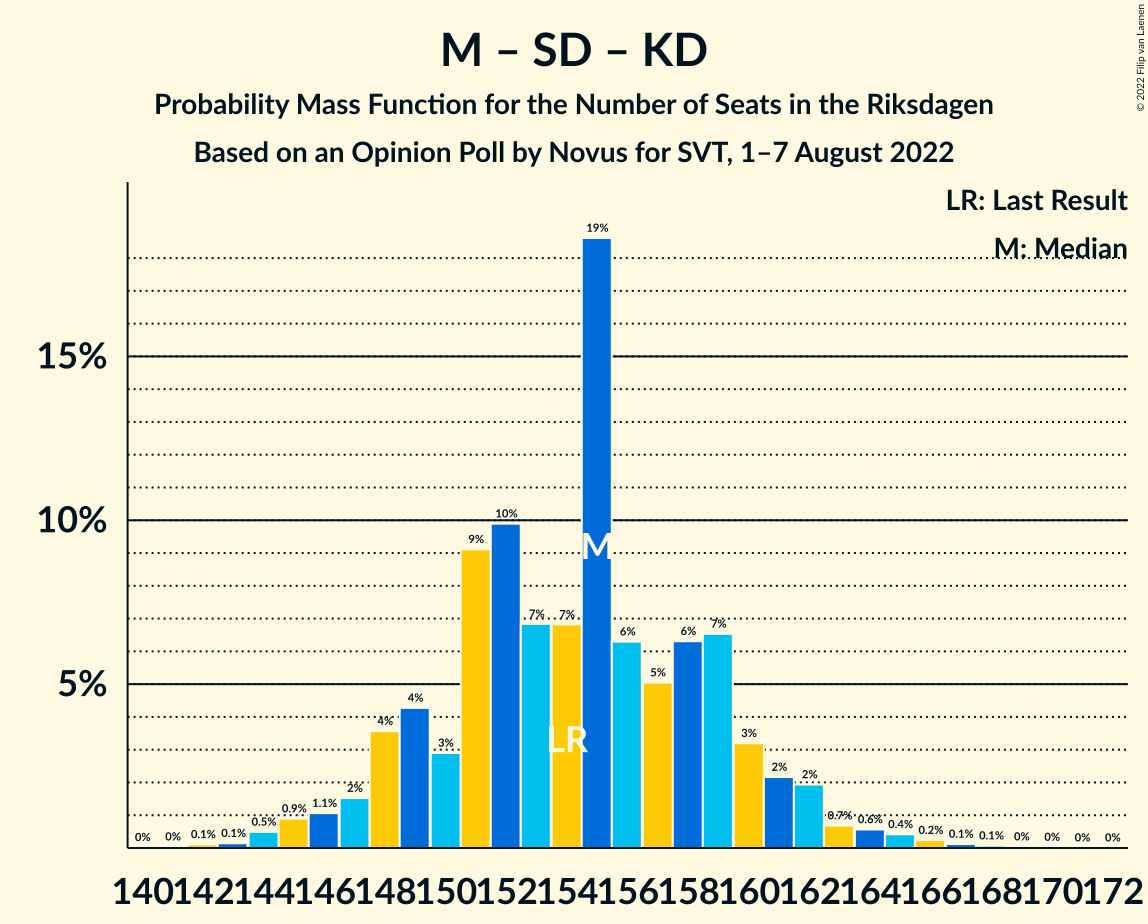 © 2022 Filip van Laenen
M – SD – KD
Probability Mass Function for the Number of Seats in the Riksdagen
Based on an Opinion Poll by Novus for SVT, 1–7 August 2022
LR: Last Result
M: Median
19%
15%
10%
10%
9%
M
7%
7%
6%
5%
6%
7%
5%
4%
4%
3%
LR
3%
2%
2%
2%
0% 0% 0.1% 0.1% 0.5% 0.9% 1.1% 0.7% 0.6% 0.4% 0.2% 0.1% 0.1% 0% 0% 0% 0%
140 142 144 146 148 150 152 154 156 158 160 162 164 166 168 170 172